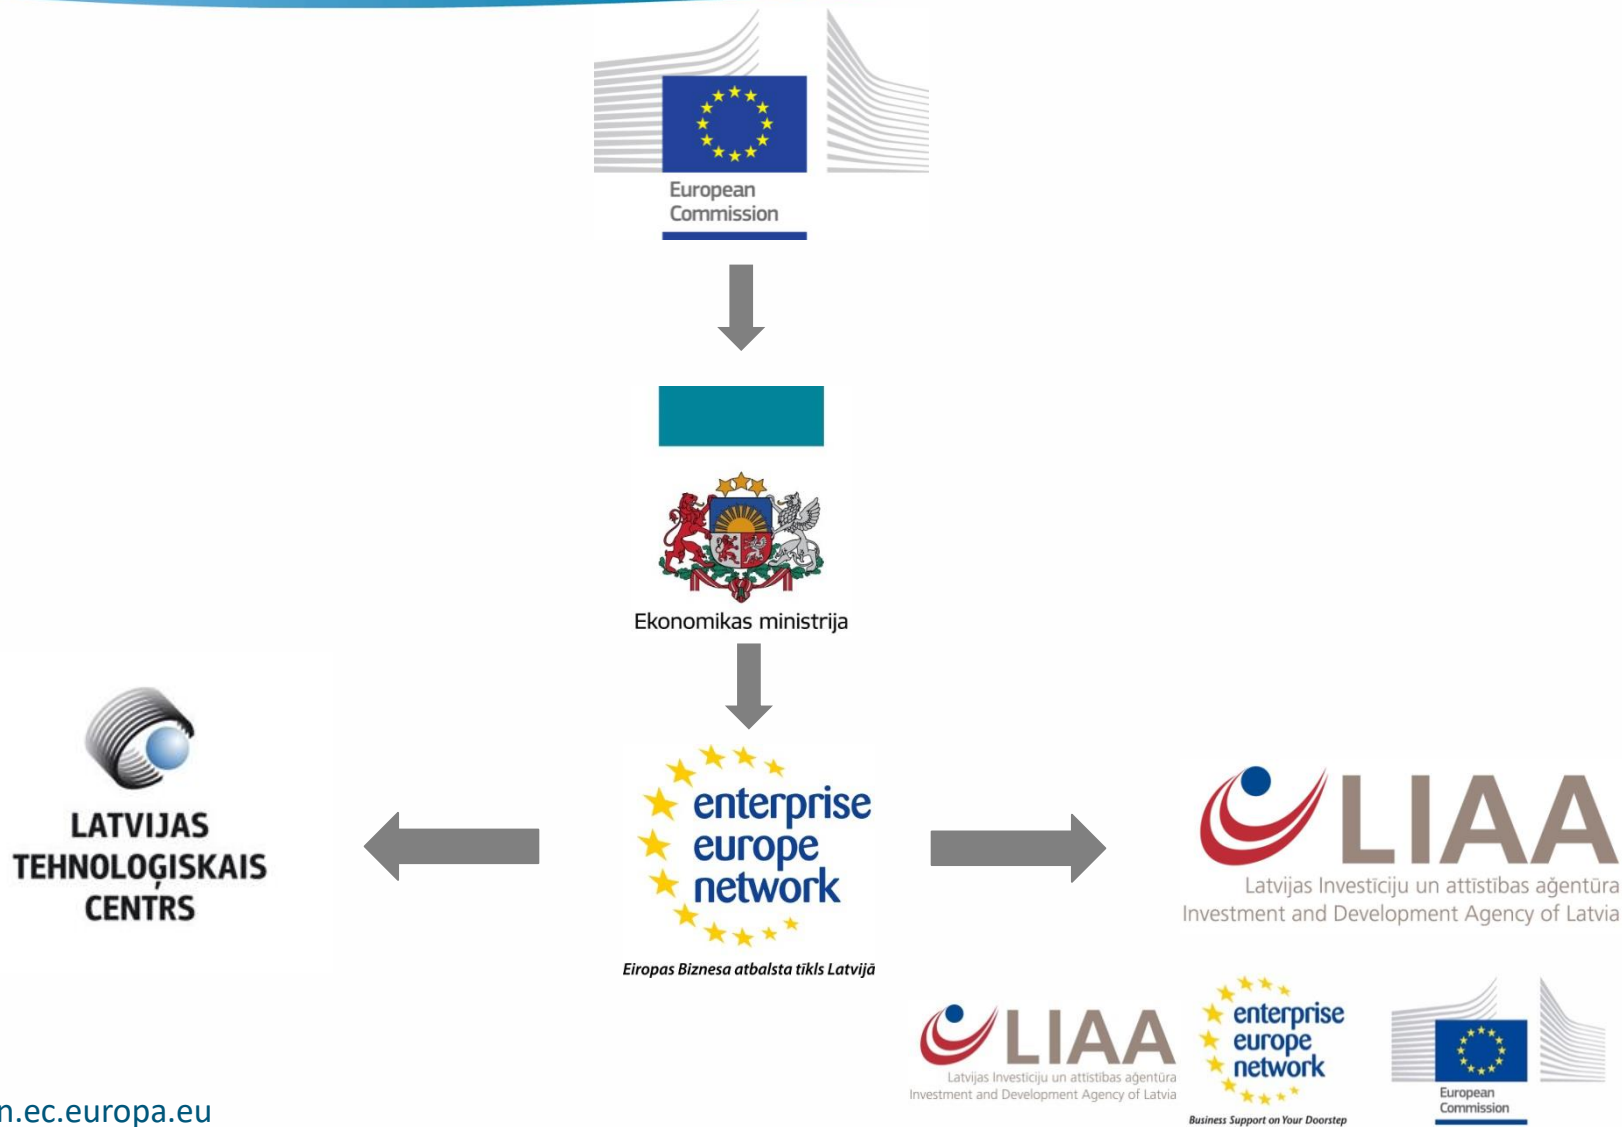 European
Commission
Ekonomikas ministrija
LATVIJAS
TEHNOLOĢISKAIS
CENTRS
enterprise
europe
network
Eiropas Biznesa atbalsta tīkls Latvijā
LIAA
Latvijas Investīciju un attīstības aģentūra
Investment and Development Agency of Latvia
LIAA
Latvijas Investīciju un attīstības aģentūra
Investment and Development Agency of Latvia
enterprise
europe
network
Business Support on Your Doorstep
European
Commission
n.ec.europa.eu